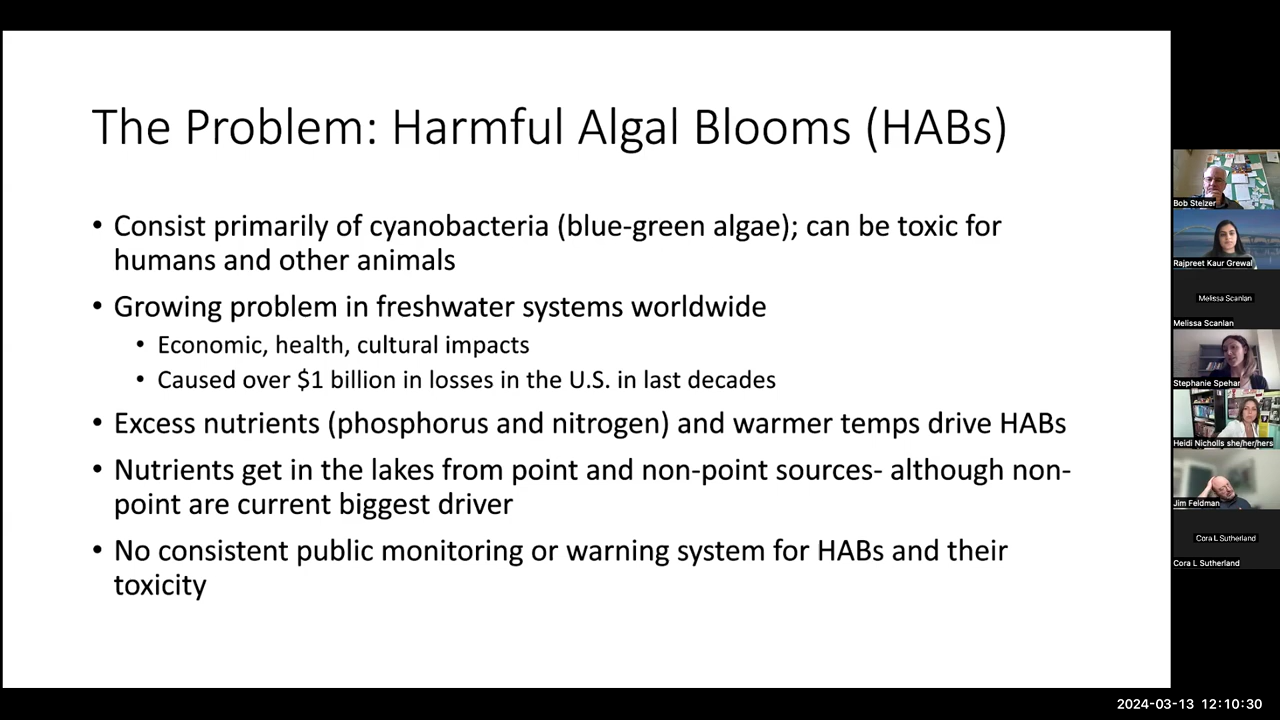 The Problem: Harmful Algal Blooms (HABs)
• Consist primarily of cyanobacteria (blue-green algae); can be toxic for
humans and other animals
• Growing problem in freshwater systems worldwide
• Economic, health, cultural impacts
• Caused over $1 billion in losses in the U.S. in last decades
• Excess nutrients (phosphorus and nitrogen) and warmer temps drive HABs
• Nutrients get in the lakes from point and non-point sources- although non-
point are current biggest driver
• No consistent public monitoring or warning system for HABs and their
toxicity
Bob Stelzer
Rajpreet Kaur Grewal
Melissa Scanlan
Melissa Scanlan
Stephanie Spehar
Heidi Nicholls she/her/hers
Jim Feldman
Cora L Sutherland
Cora L Sutherland
2024-03-13 12:10:30